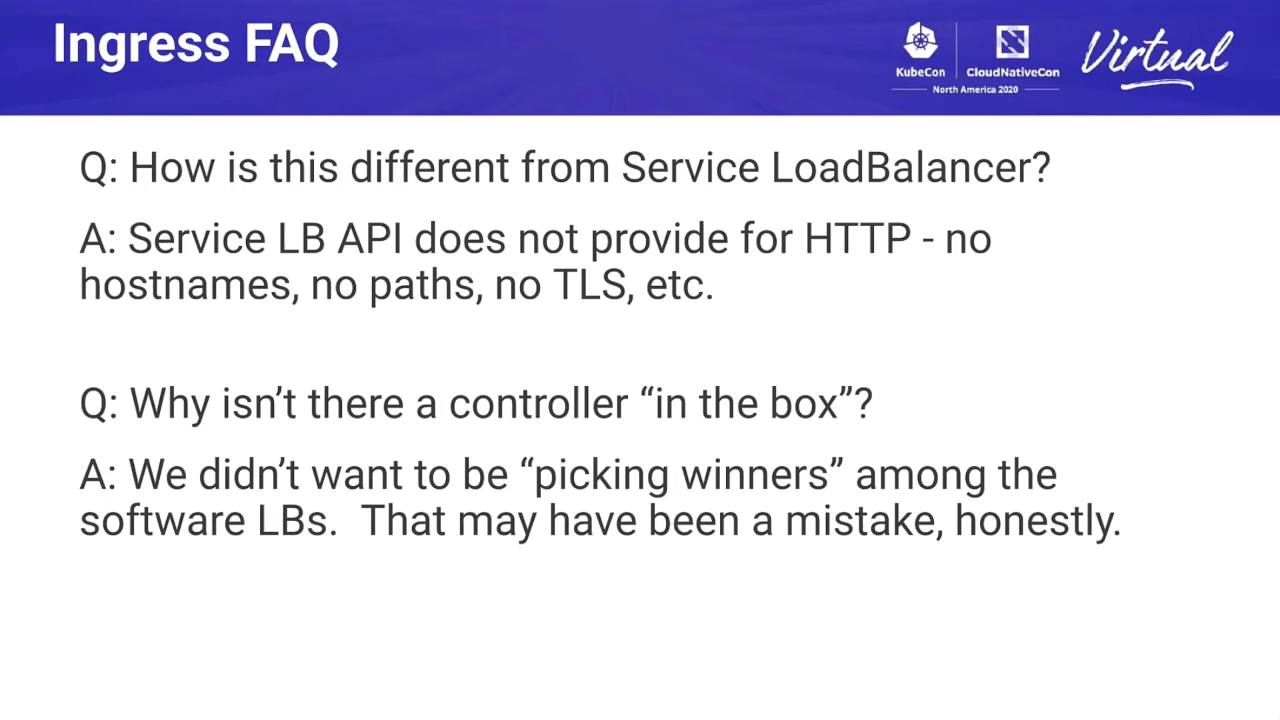 Ingress FAQ
KubeCon
CloudNativeCon
North America 2020
Virtual
Q: How is this different from Service LoadBalancer?
A: Service LB API does not provide for HTTP - no
hostnames, no paths, no TLS, etc.
Q: Why isn’t there a controller “in the box”?
A: We didn’t want to be “picking winners” among the
software LBs.  That may have been a mistake, honestly.